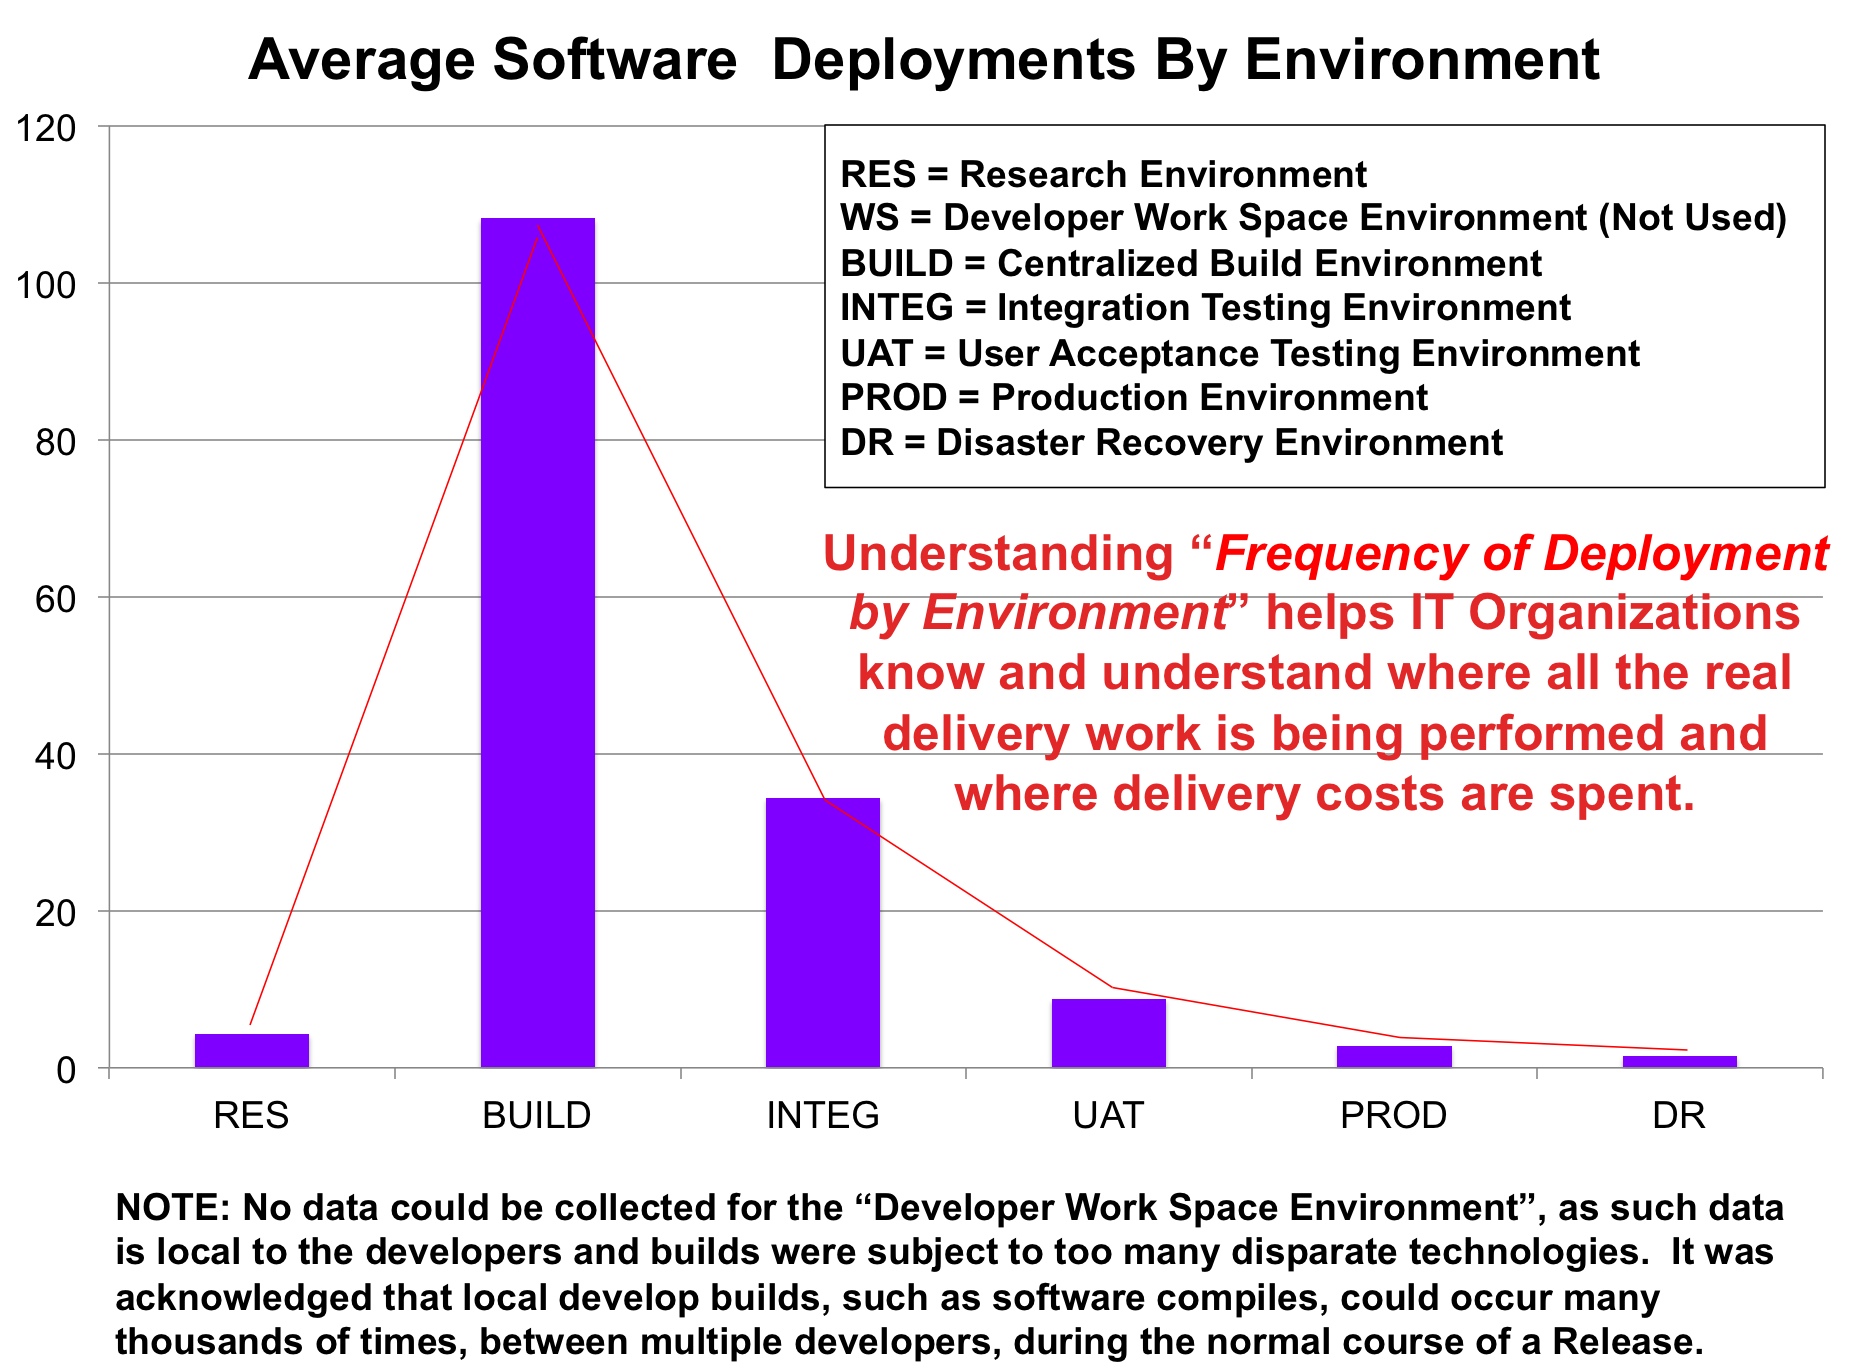 Average Software  Deployments By Environment
120
100
80
60
40
20
0
RES = Research Environment
WS = Developer Work Space Environment (Not Used)
BUILD = Centralized Build Environment
INTEG = Integration Testing Environment
UAT = User Acceptance Testing Environment
PROD = Production Environment
DR = Disaster Recovery Environment
Understanding “Frequency of Deployment
by Environment” helps IT Organizations
know and understand where all the real
delivery work is being performed and
where delivery costs are spent.
RES BUILD INTEG UAT PROD DR
NOTE: No data could be collected for the “Developer Work Space Environment”, as such data
is local to the developers and builds were subject to too many disparate technologies.  It was
acknowledged that local develop builds, such as software compiles, could occur many
thousands of times, between multiple developers, during the normal course of a Release.